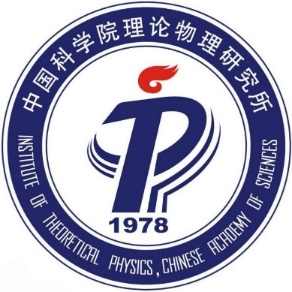 中国科学院理论物理研究所
1978
INSTITUTE OF THEORETICAL PHYSICS, CHINESE ACADEMY OF SCIENCES